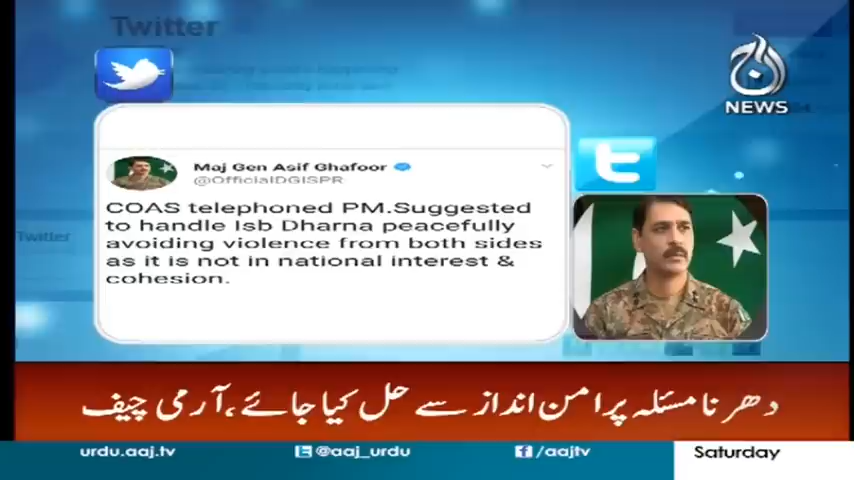 Twitter
آج
NEWS
Maj Gen Asif Ghafoor
@OfficialDGISPR
COAS telephoned PM.Suggested
to handle Isb Dharna peacefully
avoiding violence from both sides
as it is not in national interest &
cohesion.
Twitter
دھرنا مسئلہ پرامن انداز سے حل کیا جائے، آرمی چیف
urdu.aaj.tv
@aaj_urdu
/aajtv
Saturday